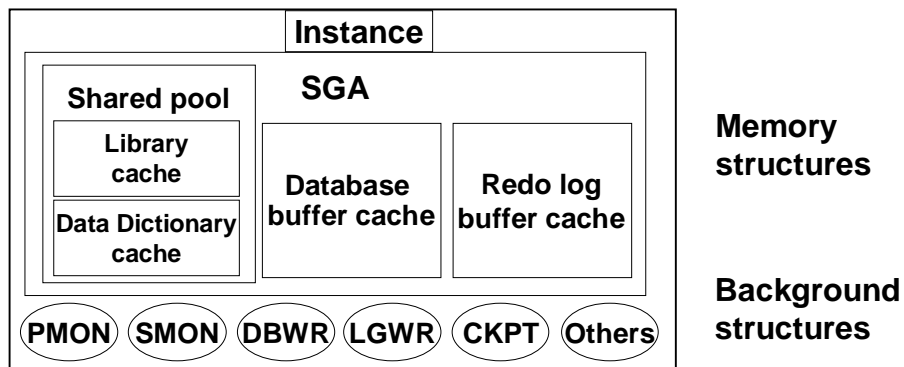 Instance
SGA
Shared pool
Library
cache
Data Dictionary
cache
Database
buffer cache
Redo log
buffer cache
Memory
structures
PMON
SMON
DBWR
LGWR
CKPT
Others
Background
structures